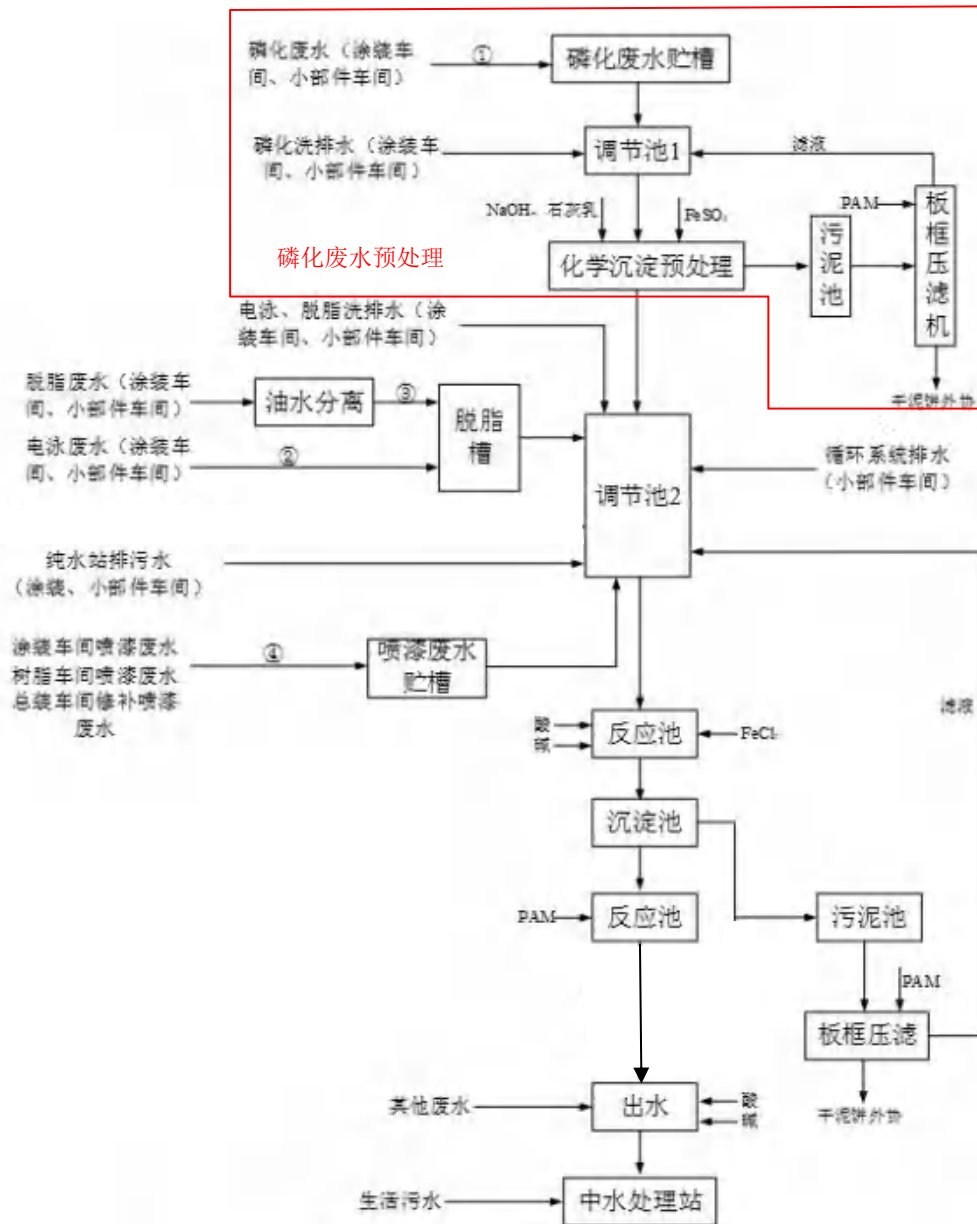 磷化废水（涂装车
间、小部件车间）
①
磷化废水贮槽
磷化洗排水（涂装车
间、小部件车间）
调节池1
滤液
NaOH、石灰乳
FeSO₄
PAM
板框压滤机
污泥池
磷化废水预处理
化学沉淀预处理
电泳、脱脂洗排水（涂
装车间、小部件车间）
干泥饼外协
脱脂废水（涂装车
间、小部件车间）
油水分离
③
脱脂
槽
电泳废水（涂装车
间、小部件车间）
②
调节池2
循环系统排水
（小部件车间）
纯水站排污水
（涂装、小部件车间）
涂装车间喷漆废水
树脂车间喷漆废水
总装车间修补喷漆
废水
④
喷漆废水
贮槽
滤液
酸
碱
反应池
FeCl₃
沉淀池
PAM
反应池
污泥池
PAM
板框压滤
其他废水
出水
酸
碱
干泥饼外协
生活污水
中水处理站